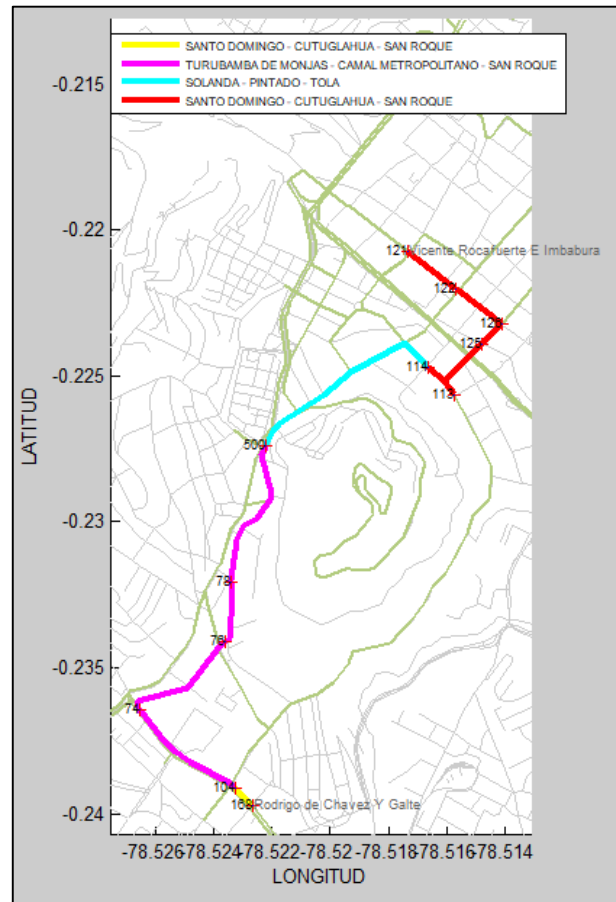 SANTO DOMINGO - CUTUGLAHUA - SAN ROQUE
TURUBAMBA DE MONJAS - CAMAL METROPOLITANO - SAN ROQUE
SOLANDA - PINTADO - TOLA
SANTO DOMINGO - CUTUGLAHUA - SAN ROQUE
-0.215
-0.22
121 Vicente Rocafuerte E Imbabura
122
126
125
-0.225
114
113
LATITUD
500
-0.23
78
76
-0.235
74
104
168 Rodrigo de Chavez Y Galte
-0.24
-78.526 -78.524 -78.522 -78.52 -78.518 -78.516 -78.514
LONGITUD